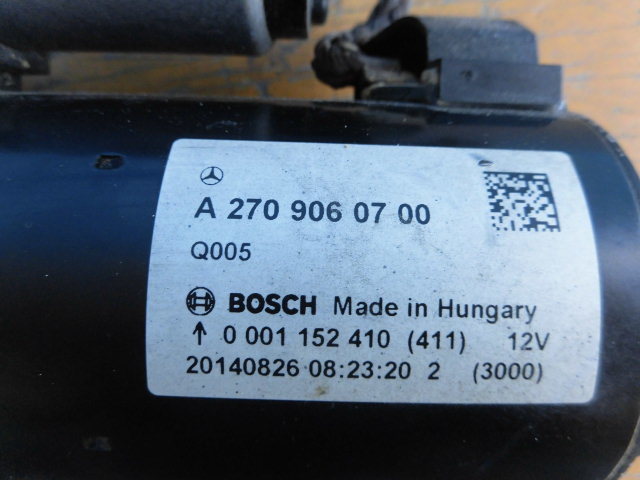 A 270 906 07 00
Q005
BOSCH Made in Hungary
↑ 0 001 152 410 (411) 12V
20140826 08:23:20 2 (3000)